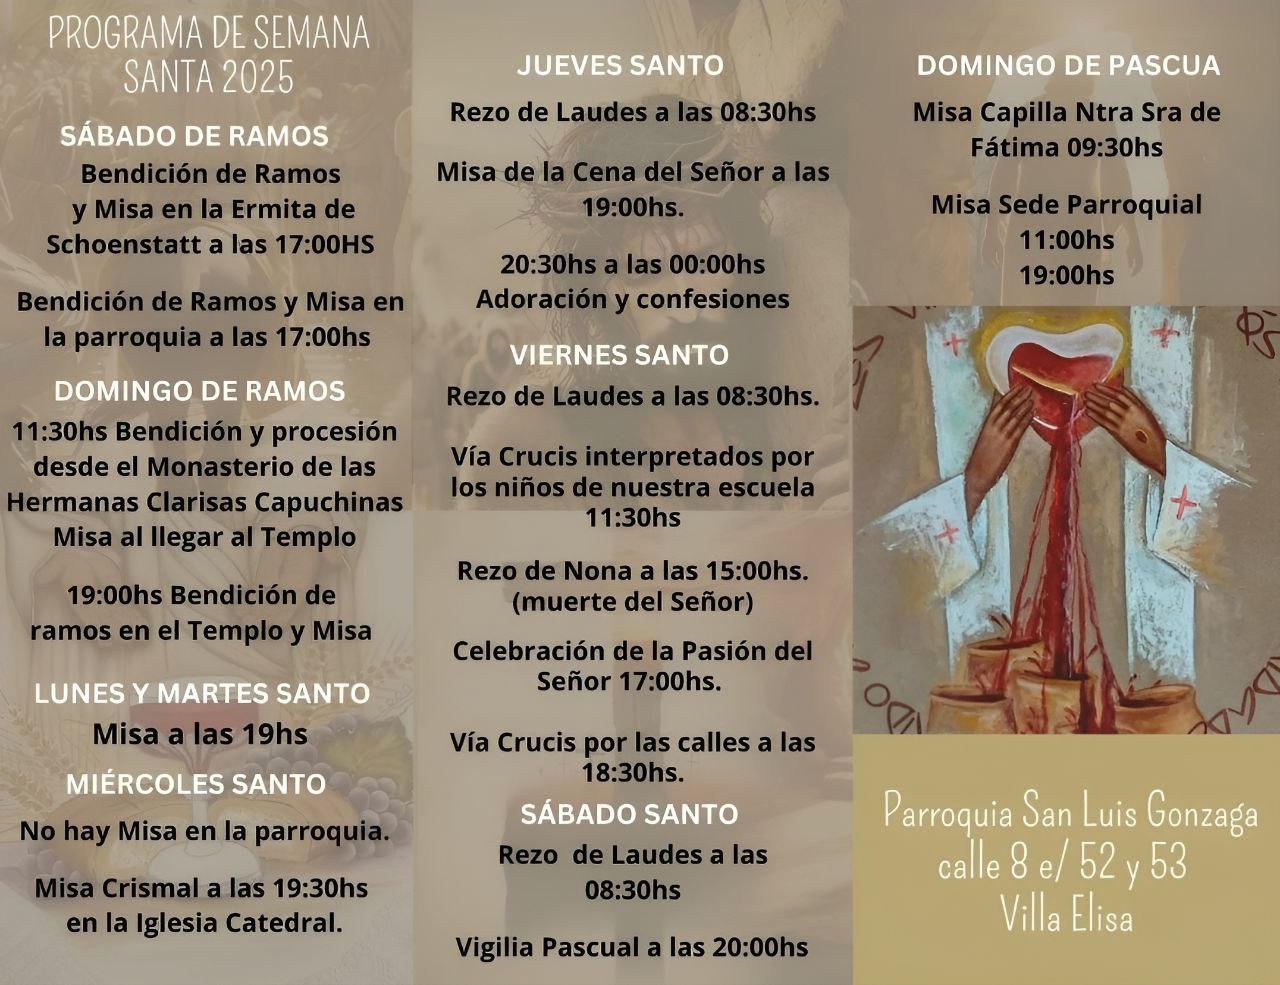 PROGRAMA DE SEMANA
SANTA 2025
SÁBADO DE RAMOS
Bendición de Ramos
y Misa en la Ermita de
Schoenstatt a las 17:00HS
Bendición de Ramos y Misa en
la parroquia a las 17:00hs
DOMINGO DE RAMOS
11:30hs Bendición y procesión
desde el Monasterio de las
Hermanas Clarisas Capuchinas
Misa al llegar al Templo
19:00hs Bendición de
ramos en el Templo y Misa
LUNES Y MARTES SANTO
Misa a las 19hs
MIÉRCOLES SANTO
No hay Misa en la parroquia.
Misa Crismal a las 19:30hs
en la Iglesia Catedral.
JUEVES SANTO
Rezo de Laudes a las 08:30hs
Misa de la Cena del Señor a las
19:00hs.
20:30hs a las 00:00hs
Adoración y confesiones
VIERNES SANTO
Rezo de Laudes a las 08:30hs.
Vía Crucis interpretados por
los niños de nuestra escuela
11:30hs
Rezo de Nona a las 15:00hs.
(muerte del Señor)
Celebración de la Pasión del
Señor 17:00hs.
Vía Crucis por las calles a las
18:30hs.
SÁBADO SANTO
Rezo de Laudes a las
08:30hs
Vigilia Pascual a las 20:00hs
DOMINGO DE PASCUA
Misa Capilla Ntra Sra de
Fátima 09:30hs
Misa Sede Parroquial
11:00hs
19:00hs
Parroquia San Luis Gonzaga
calle 8 e/ 52 y 53
Villa Elisa